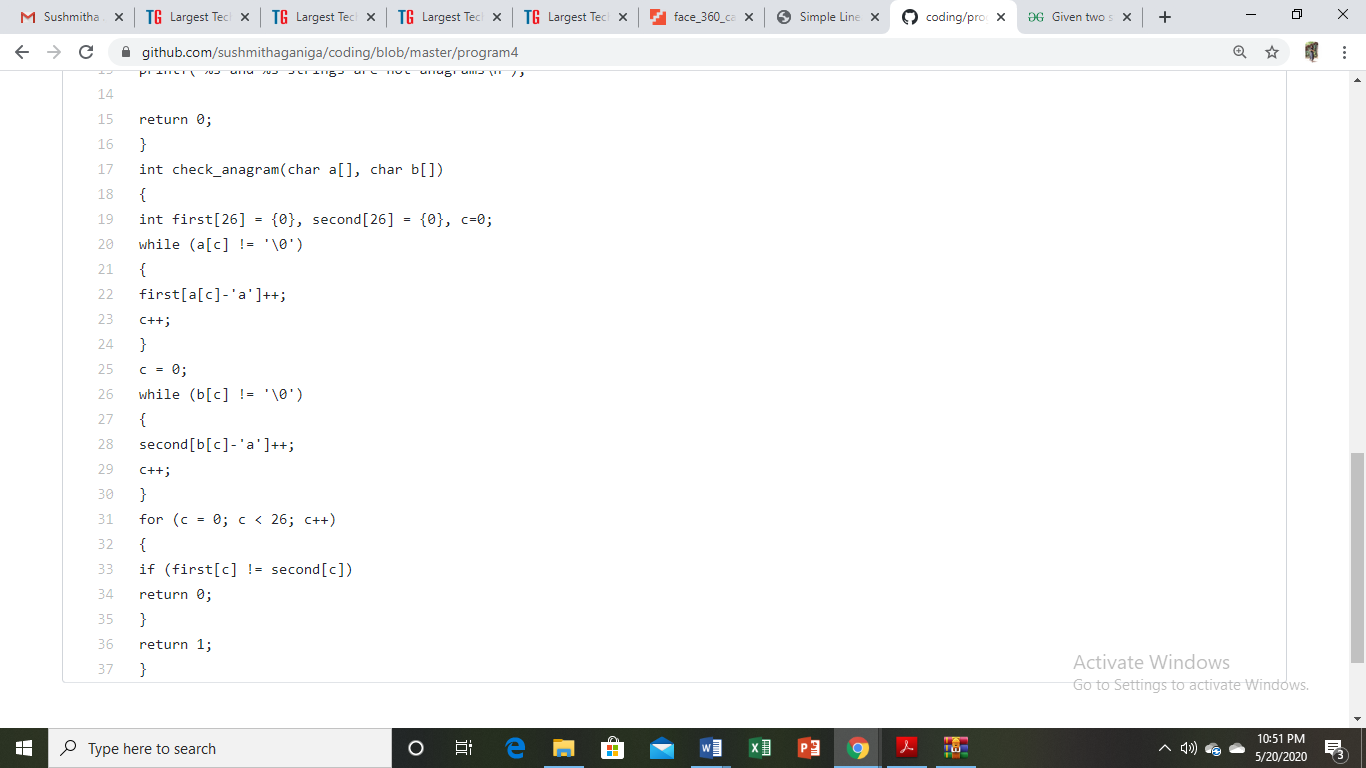 Sushmitha
Largest Tec
Largest Tec
Largest Tec
Largest Tec
face_360_ca
Simple Line
coding/pro
Given two s
github.com/sushmithaganiga/coding/blob/master/program4
14
15 return 0;
16 }
17 int check_anagram(char a[], char b[])
18 {
19 int first[26] = {0}, second[26] = {0}, c=0;
20 while (a[c] != '\0')
21 {
22 first[a[c]-'a']++;
23 c++;
24 }
25 c = 0;
26 while (b[c] != '\0')
27 {
28 second[b[c]-'a']++;
29 c++;
30 }
31 for (c = 0; c < 26; c++)
32 {
33 if (first[c] != second[c])
34 return 0;
35 }
36 return 1;
37 }
Activate Windows
Go to Settings to activate Windows.
Type here to search
10:51 PM
5/20/2020
3